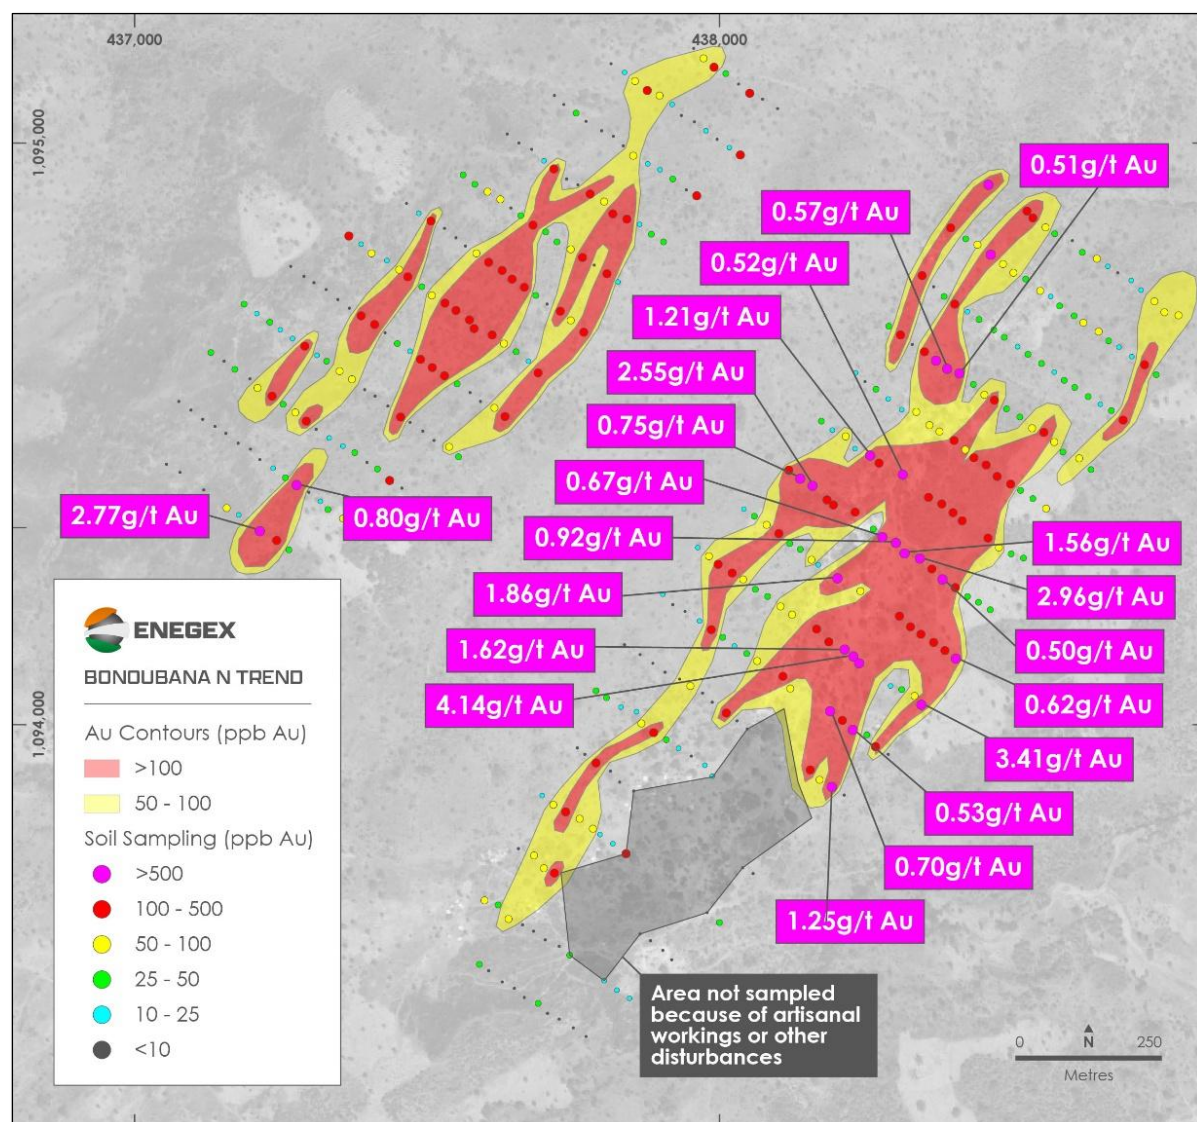 437,000
438,000
1,095,000
1,094,000
0.51g/t Au
0.57g/t Au
0.52g/t Au
1.21g/t Au
2.55g/t Au
0.75g/t Au
0.67g/t Au
2.77g/t Au
0.80g/t Au
0.92g/t Au
1.56g/t Au
1.86g/t Au
2.96g/t Au
1.62g/t Au
0.50g/t Au
4.14g/t Au
0.62g/t Au
3.41g/t Au
0.53g/t Au
0.70g/t Au
1.25g/t Au
ENEGEX
BONOUBANA N TREND
Au Contours (ppb Au)
>100
50 - 100
Soil Sampling (ppb Au)
>500
100 - 500
50 - 100
25 - 50
10 - 25
<10
Area not sampled
because of artisanal
workings or other
disturbances
0 N 250
Metres